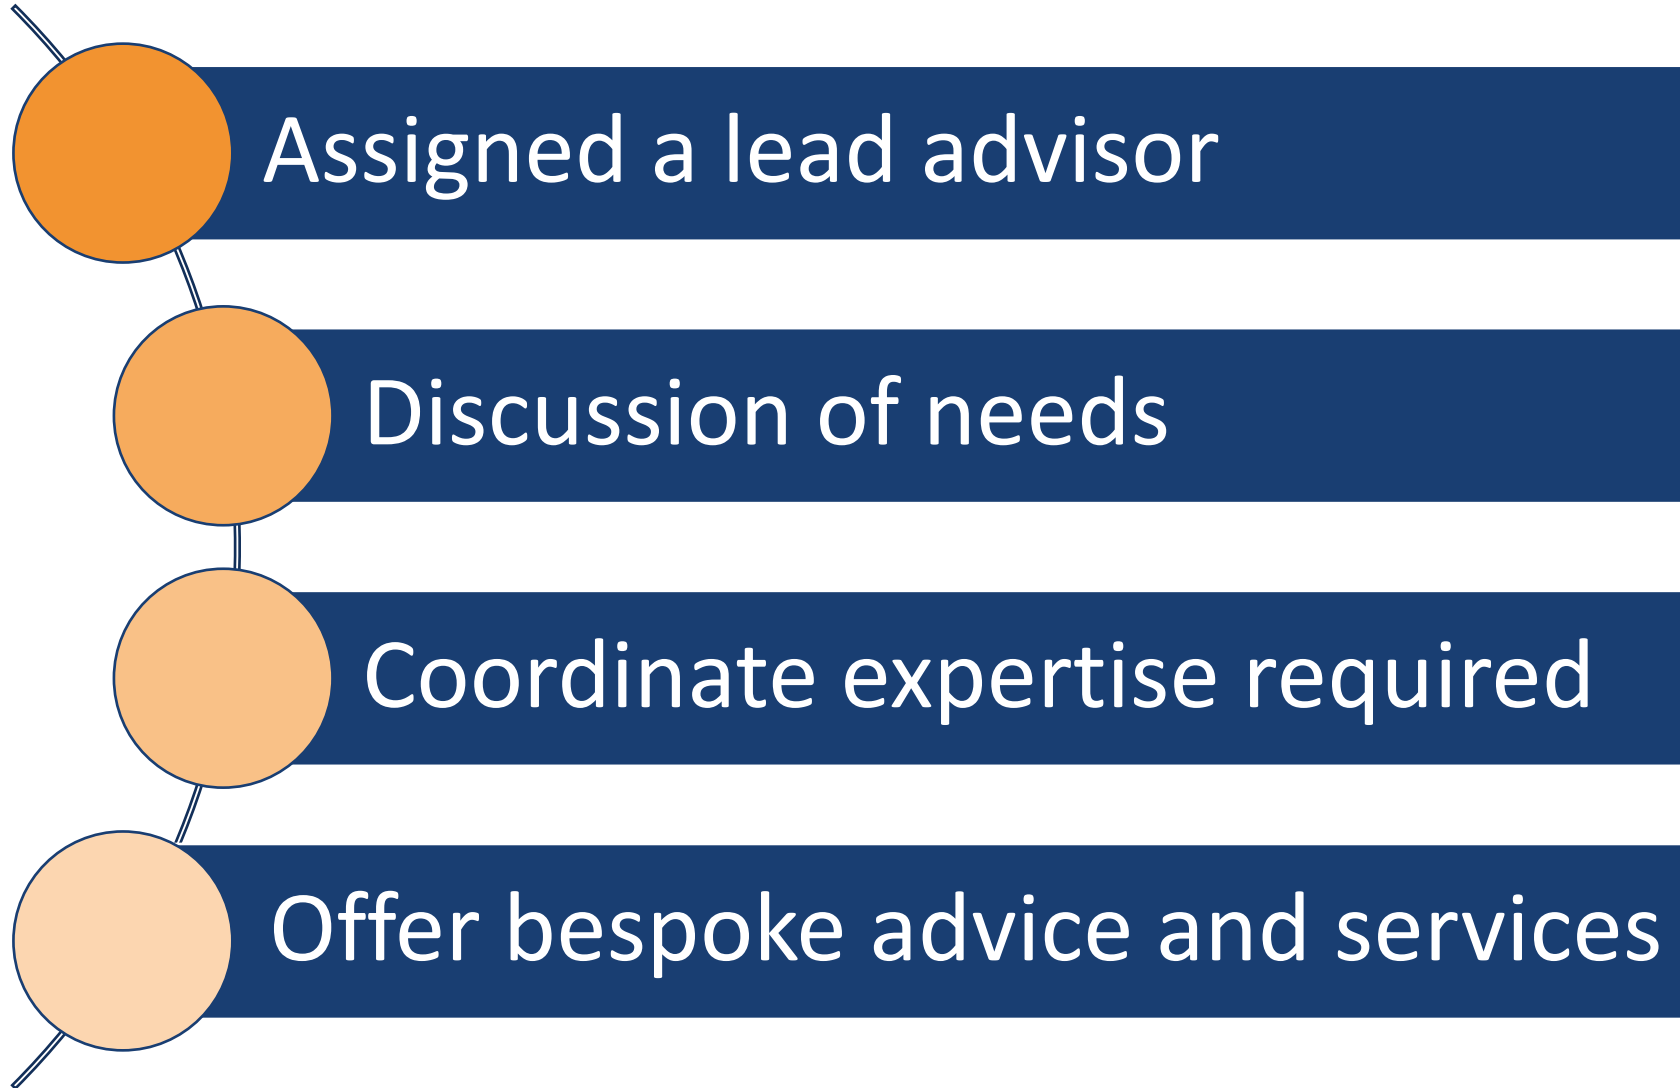 Assigned a lead advisor
Discussion of needs
Coordinate expertise required
Offer bespoke advice and services